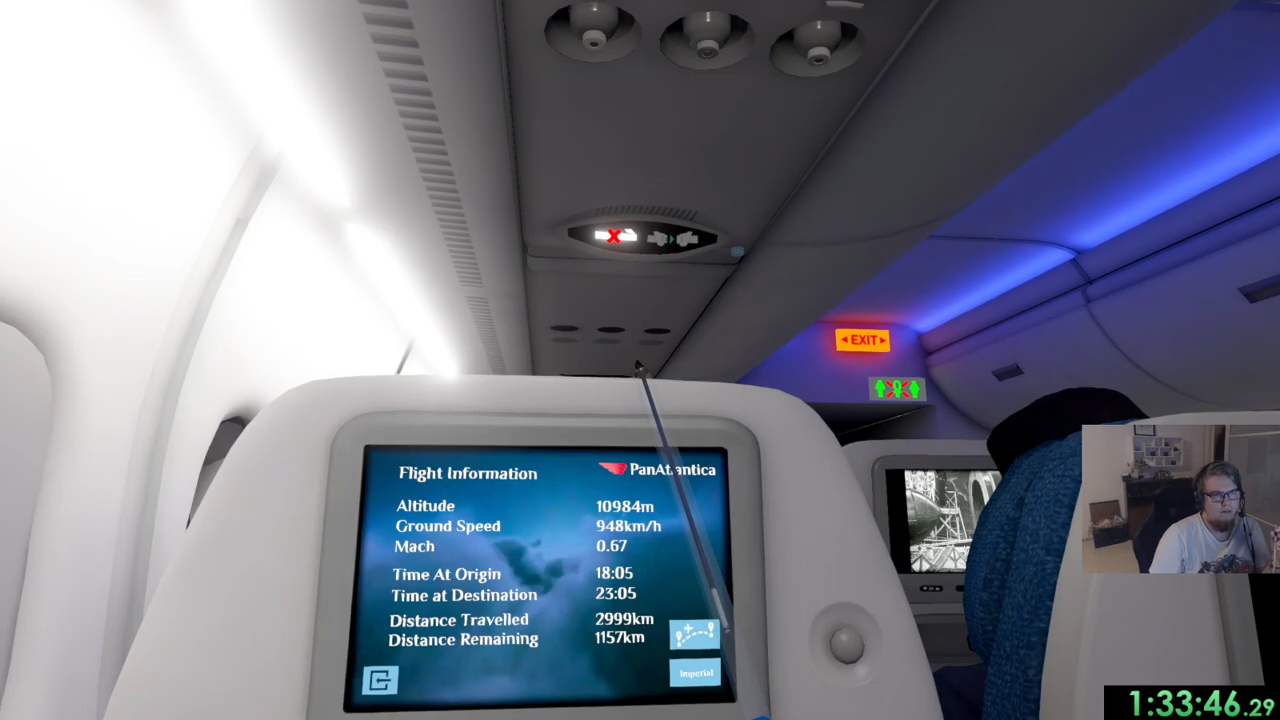 ◄ EXIT ►
Flight Information
PanAtlantica
Altitude 10984m
Ground Speed 948km/h
Mach 0.67
Time At Origin 18:05
Time at Destination 23:05
Distance Travelled 2999km
Distance Remaining 1157km
Imperial
1:33:46.29